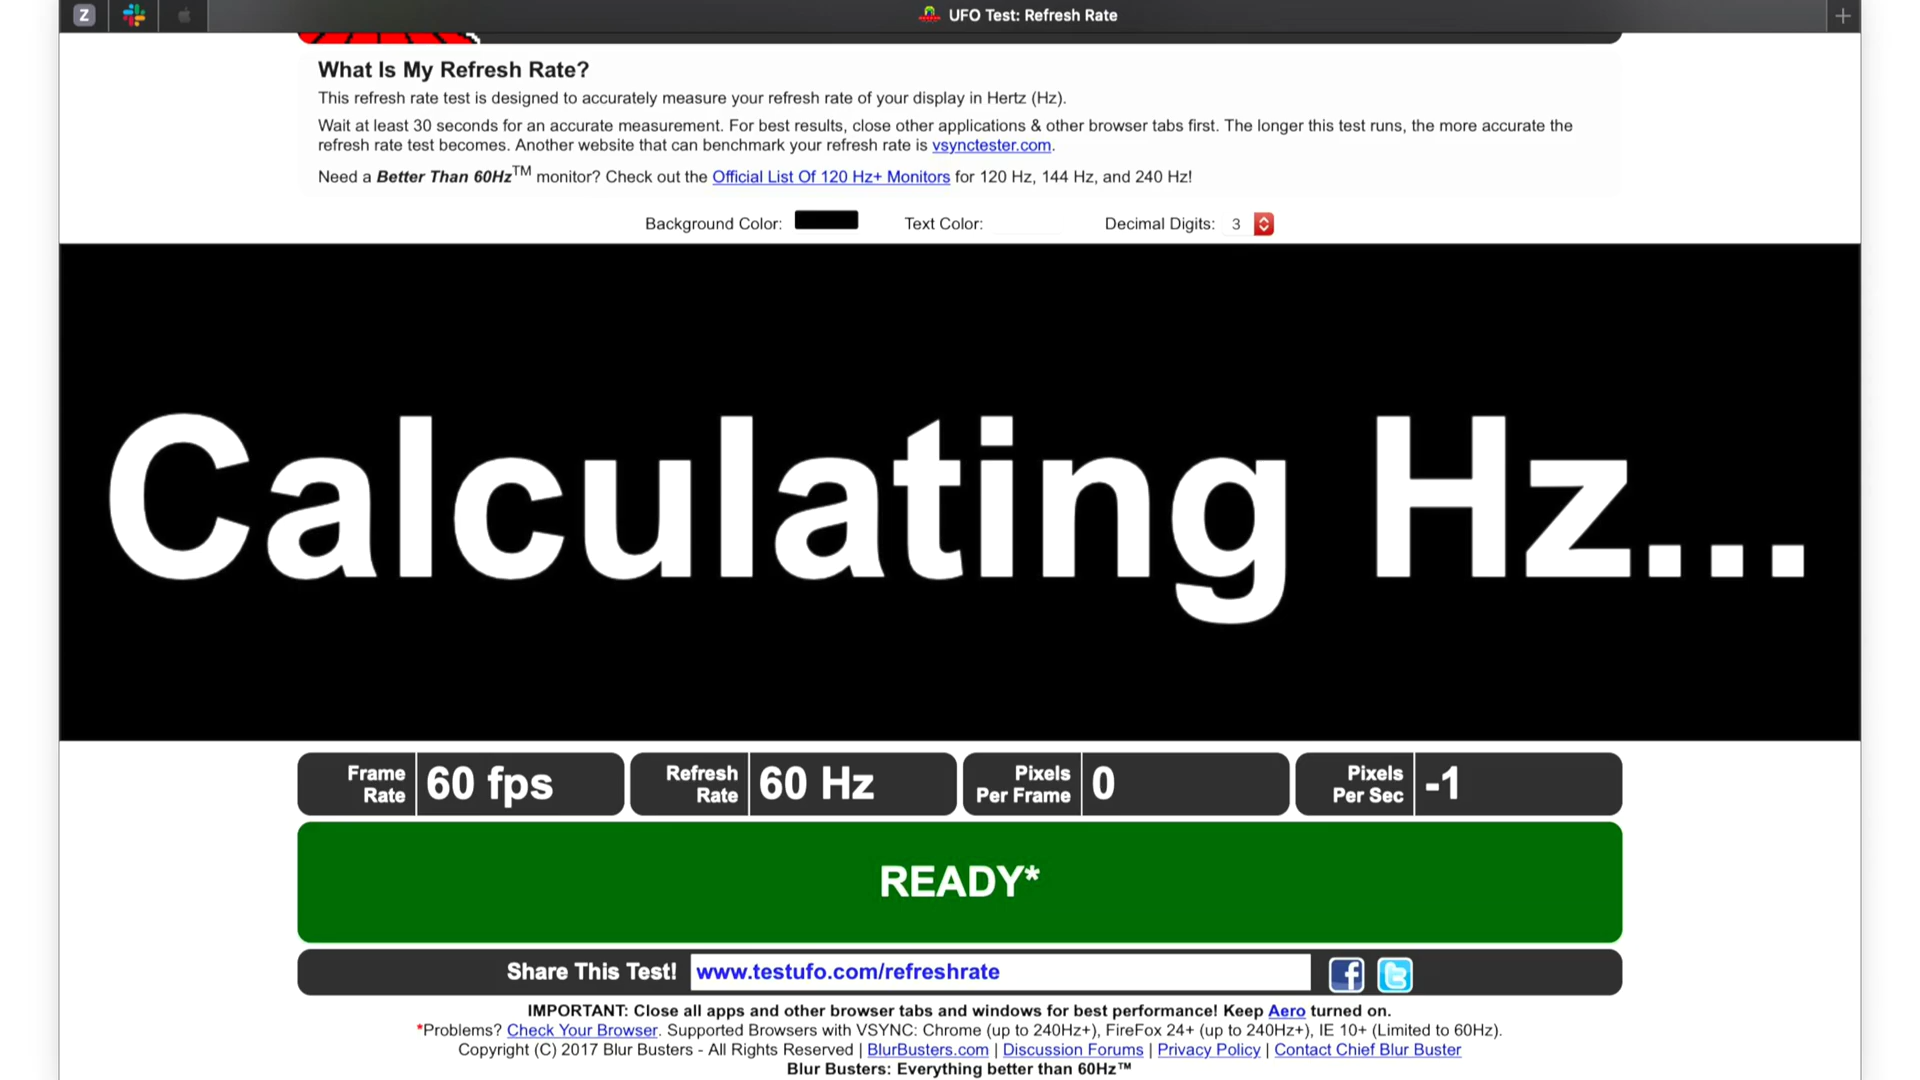 Z
UFO Test: Refresh Rate
What Is My Refresh Rate?
This refresh rate test is designed to accurately measure your refresh rate of your display in Hertz (Hz).
Wait at least 30 seconds for an accurate measurement. For best results, close other applications & other browser tabs first. The longer this test runs, the more accurate the
refresh rate test becomes. Another website that can benchmark your refresh rate is vsynctester.com.
Need a Better Than 60Hz™ monitor? Check out the Official List Of 120 Hz+ Monitors for 120 Hz, 144 Hz, and 240 Hz!
Background Color: Text Color: Decimal Digits: 3
Calculating Hz...
Frame Rate 60 fps Refresh Rate 60 Hz Pixels Per Frame 0 Pixels Per Sec -1
READY*
Share This Test! www.testufo.com/refreshrate
IMPORTANT: Close all apps and other browser tabs and windows for best performance! Keep Aero turned on.
*Problems? Check Your Browser. Supported Browsers with VSYNC: Chrome (up to 240Hz+), FireFox 24+ (up to 240Hz+), IE 10+ (Limited to 60Hz).
Copyright (C) 2017 Blur Busters - All Rights Reserved | BlurBusters.com | Discussion Forums | Privacy Policy | Contact Chief Blur Buster
Blur Busters: Everything better than 60Hz™